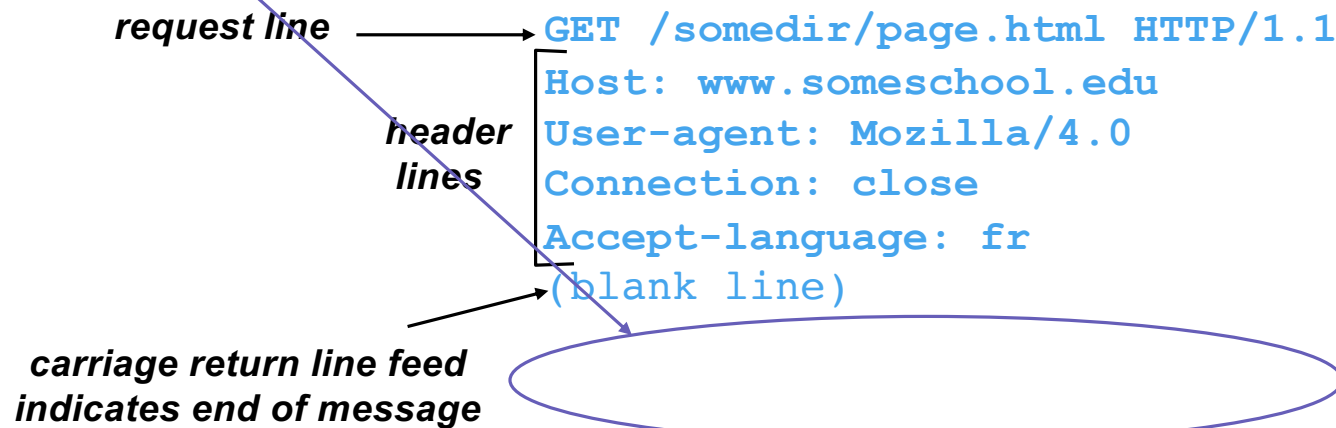 request line
GET /somedir/page.html HTTP/1.1
Host: www.someschool.edu
header
lines
User-agent: Mozilla/4.0
Connection: close
Accept-language: fr
(blank line)
carriage return line feed
indicates end of message